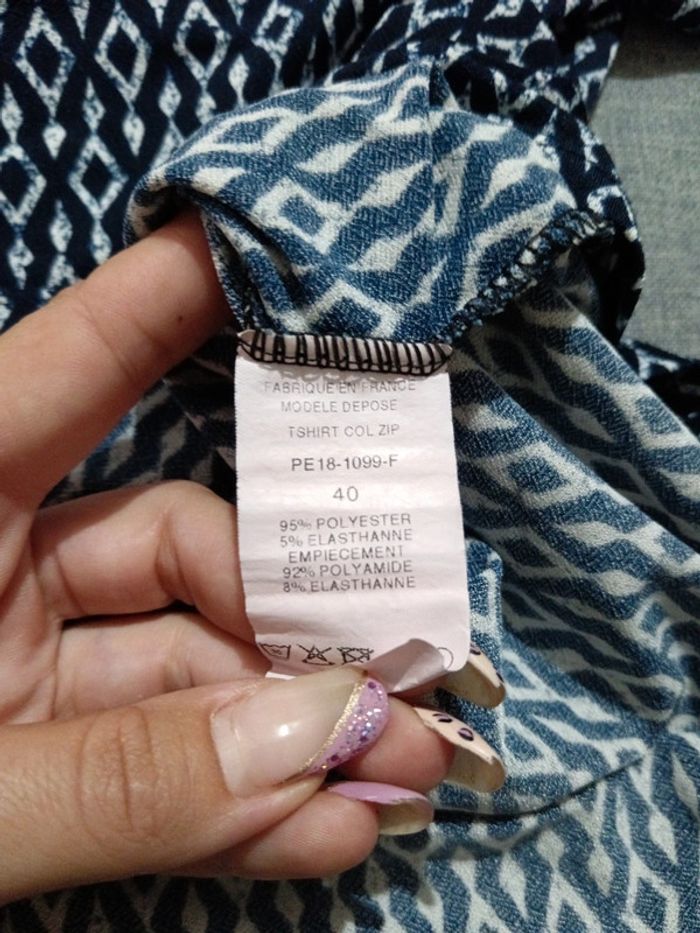 FABRIQUE EN FRANCE
MODELE DEPOSE
TSHIRT COL ZIP
PE18-1099-F
40
95% POLYESTER
5% ELASTHANNE
EMPIECEMENT
92% POLYAMIDE
8% ELASTHANNE